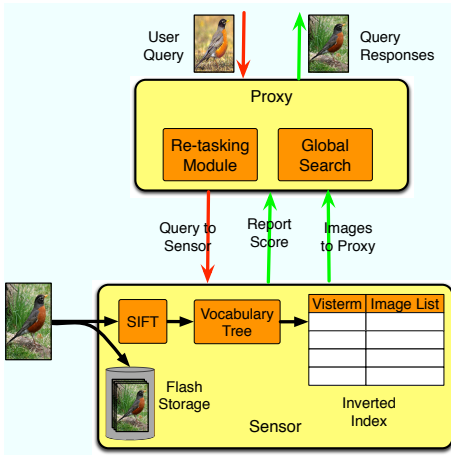 User
Query
Query
Responses
Proxy
Re-tasking
Module
Global
Search
Query to
Sensor
Report
Score
Images
to Proxy
SIFT
Vocabulary
Tree
Visterm
Image List
Flash
Storage
Inverted
Index
Sensor